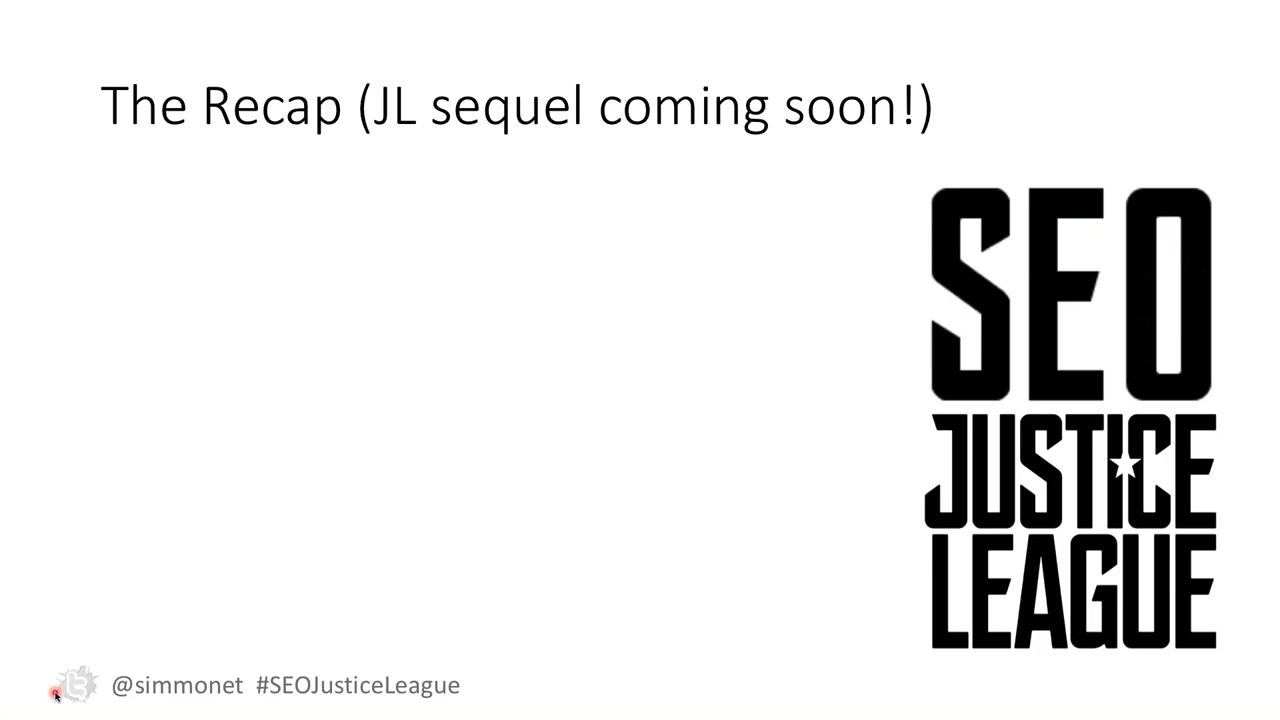 The Recap (JL sequel coming soon!)
SEO
JUSTICE
LEAGUE
@simmonet #SEOJusticeLeague